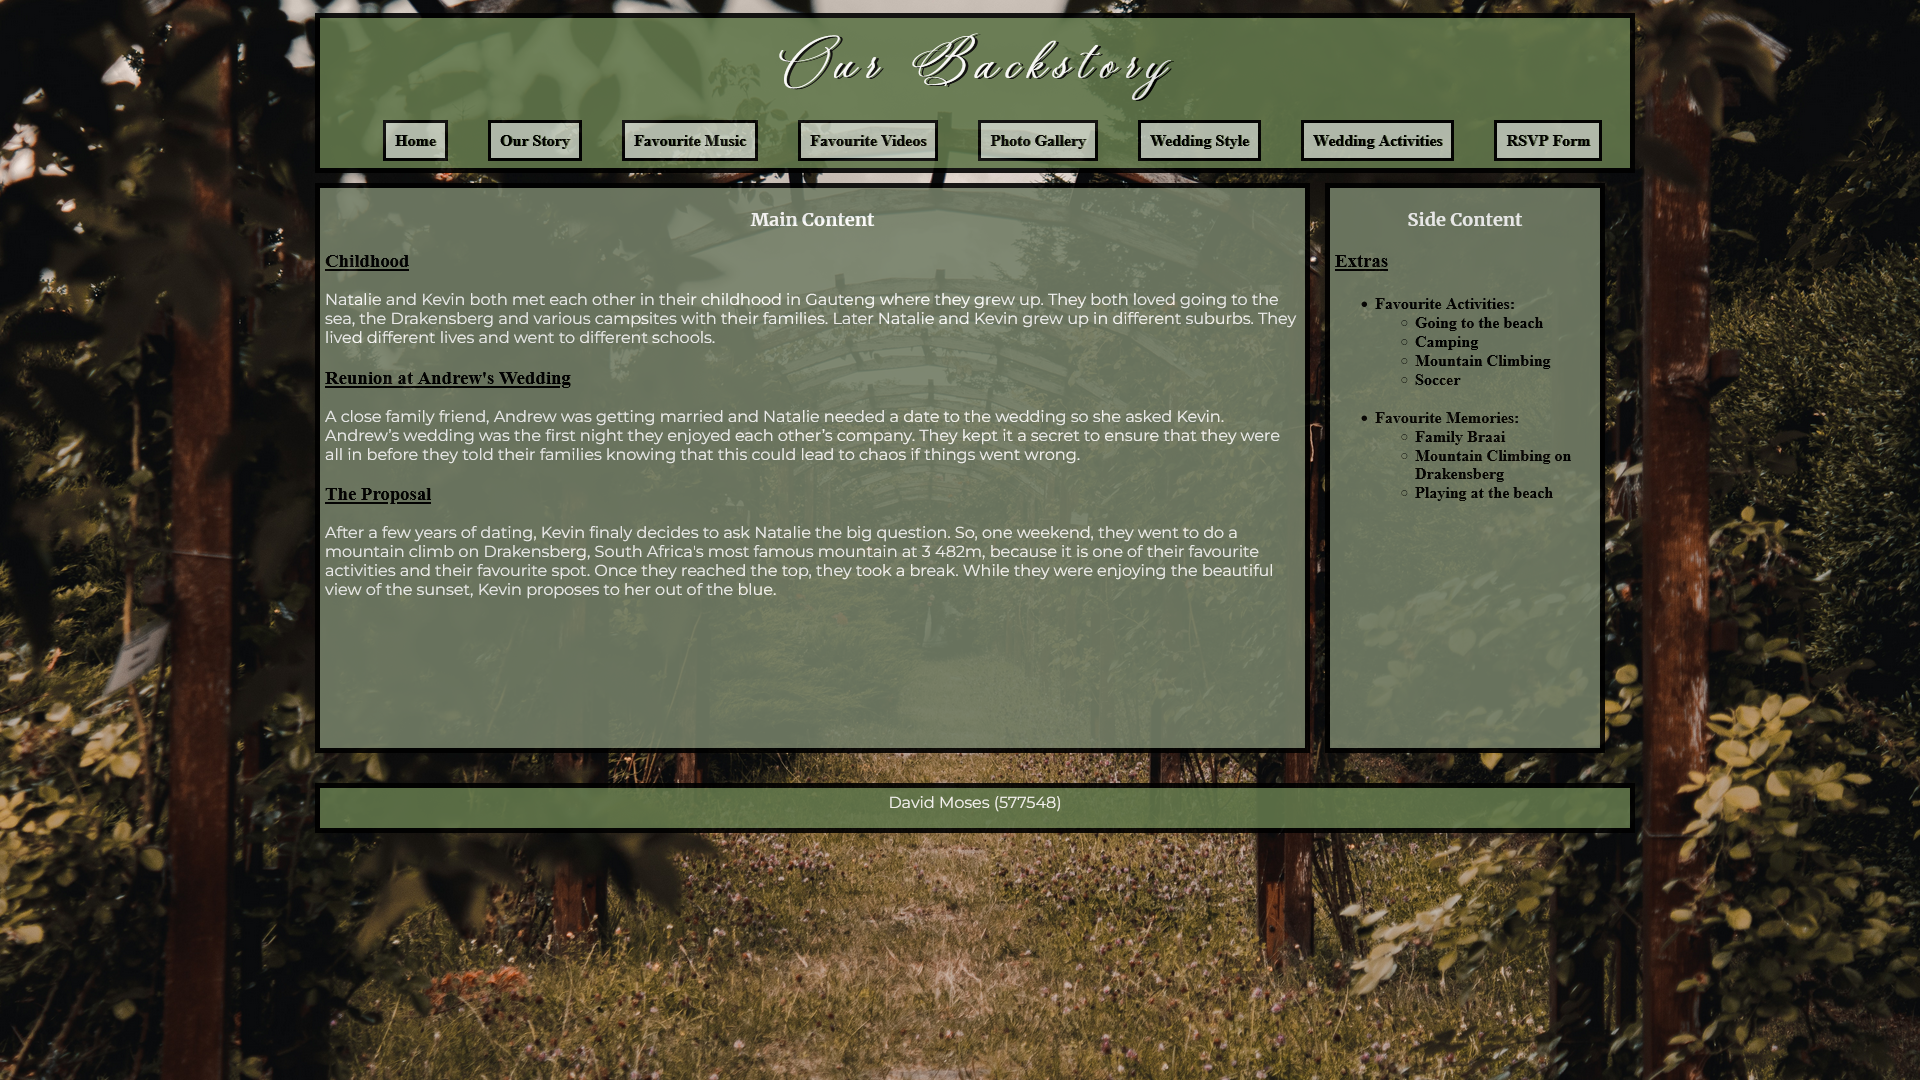 Our Backstory
Home Our Story Favourite Music Favourite Videos Photo Gallery Wedding Style Wedding Activities RSVP Form
Main Content
Childhood
Natalie and Kevin both met each other in their childhood in Gauteng where they grew up. They both loved going to the
sea, the Drakensberg and various campsites with their families. Later Natalie and Kevin grew up in different suburbs. They
lived different lives and went to different schools.
Reunion at Andrew's Wedding
A close family friend, Andrew was getting married and Natalie needed a date to the wedding so she asked Kevin.
Andrew’s wedding was the first night they enjoyed each other’s company. They kept it a secret to ensure that they were
all in before they told their families knowing that this could lead to chaos if things went wrong.
The Proposal
After a few years of dating, Kevin finaly decides to ask Natalie the big question. So, one weekend, they went to do a
mountain climb on Drakensberg, South Africa's most famous mountain at 3 482m, because it is one of their favourite
activities and their favourite spot. Once they reached the top, they took a break. While they were enjoying the beautiful
view of the sunset, Kevin proposes to her out of the blue.
Side Content
Extras
Favourite Activities:
Going to the beach
Camping
Mountain Climbing
Soccer
Favourite Memories:
Family Braai
Mountain Climbing on
Drakensberg
Playing at the beach
David Moses (577548)